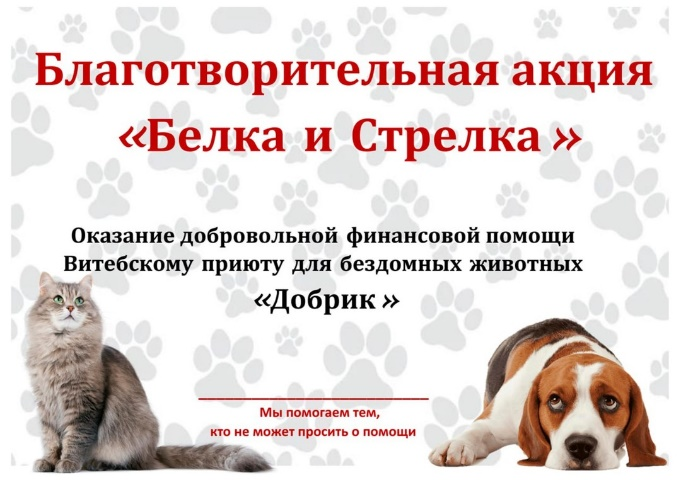 Благотворительная акция
«Белка и Стрелка»
Оказание добровольной финансовой помощи
Витебскому приюту для бездомных животных
«Добрик»
Мы помогаем тем,
кто не может просить о помощи